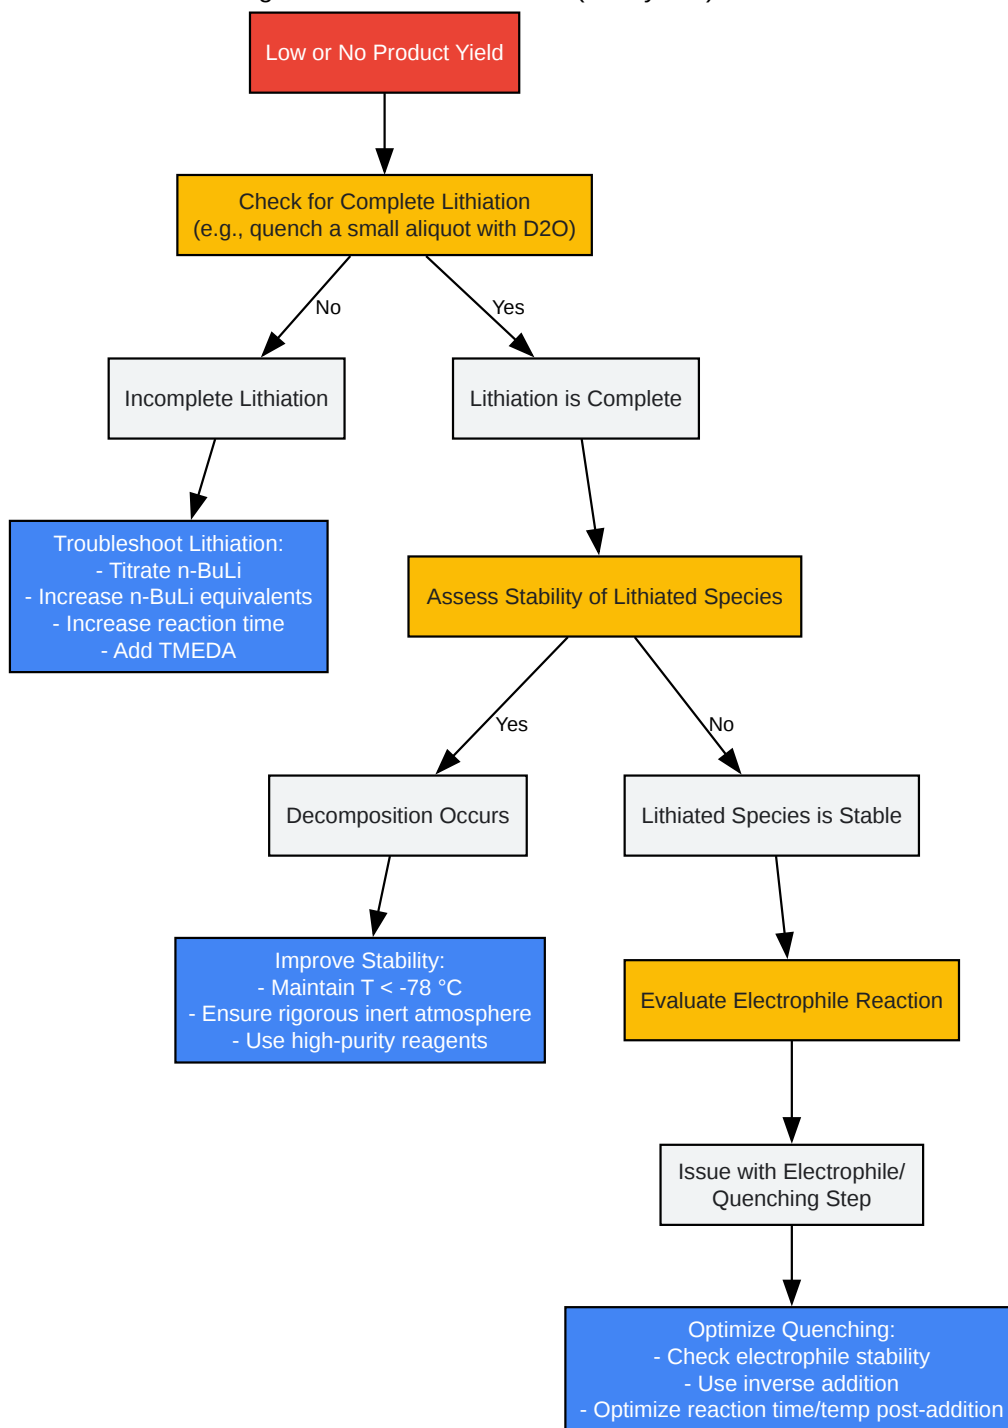 Low or No Product Yield
Check for Complete Lithiation
(e.g., quench a small aliquot with D2O)
No
Yes
Incomplete Lithiation
Lithiation is Complete
Troubleshoot Lithiation:
- Titrate n-BuLi
- Increase n-BuLi equivalents
- Increase reaction time
- Add TMEDA
Assess Stability of Lithiated Species
Yes
No
Decomposition Occurs
Lithiated Species is Stable
Improve Stability:
- Maintain T < -78 °C
- Ensure rigorous inert atmosphere
- Use high-purity reagents
Evaluate Electrophile Reaction
Issue with Electrophile/
Quenching Step
Optimize Quenching:
- Check electrophile stability
- Use inverse addition
- Optimize reaction time/temp post-addition